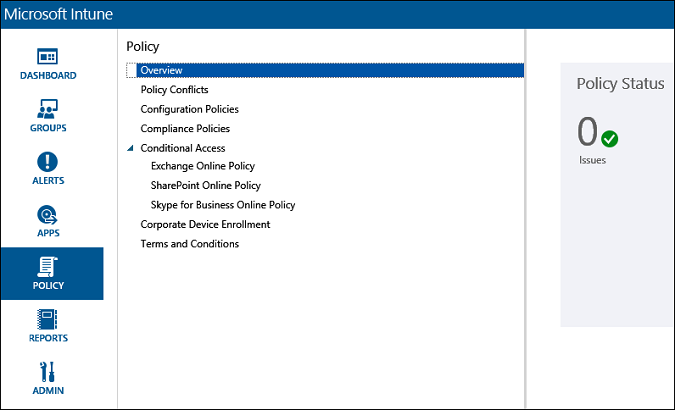 Microsoft Intune
DASHBOARD
GROUPS
ALERTS
APPS
POLICY
REPORTS
ADMIN
Policy
Overview
Policy Conflicts
Configuration Policies
Compliance Policies
Conditional Access
Exchange Online Policy
SharePoint Online Policy
Skype for Business Online Policy
Corporate Device Enrollment
Terms and Conditions
Policy Status
0
Issues